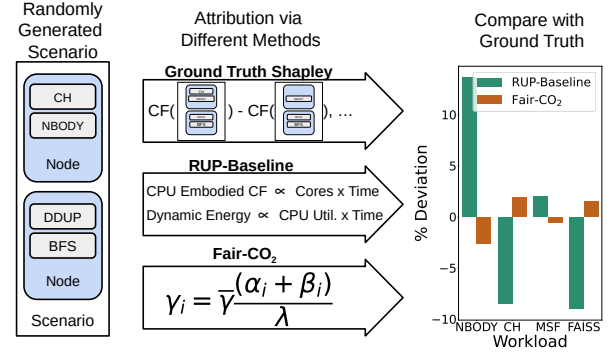 Randomly
Generated
Scenario
CH
NBODY
Node
DDUP
BFS
Node
Scenario
Attribution via
Different Methods
Ground Truth Shapley
CF( ) - CF( ), ...
RUP-Baseline
CPU Embodied CF ∝ Cores x Time
Dynamic Energy ∝ CPU Util. x Time
Fair-CO₂
γᵢ = γ̅ (αᵢ + βᵢ) / λ
Compare with
Ground Truth
RUP-Baseline
Fair-CO₂
% Deviation
10
5
0
−5
−10
NBODY CH MSF FAISS
Workload